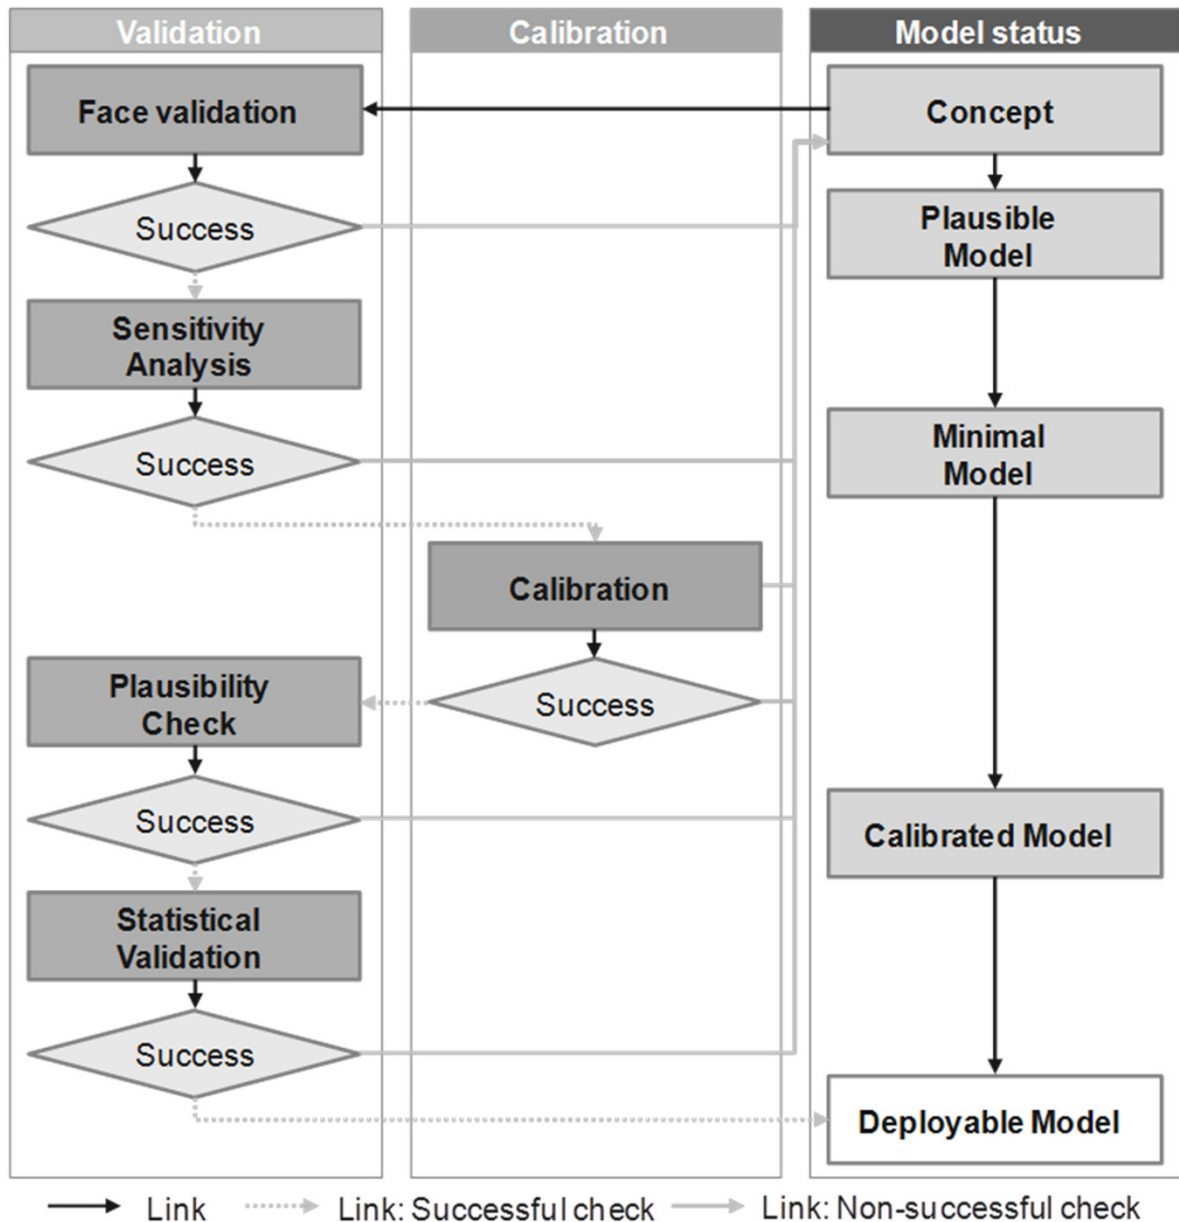 Validation
Calibration
Model status
Face validation
Concept
Success
Plausible
Model
Sensitivity
Analysis
Success
Minimal
Model
Calibration
Success
Plausibility
Check
Success
Calibrated Model
Statistical
Validation
Success
Deployable Model
Link
Link: Successful check
Link: Non-successful check